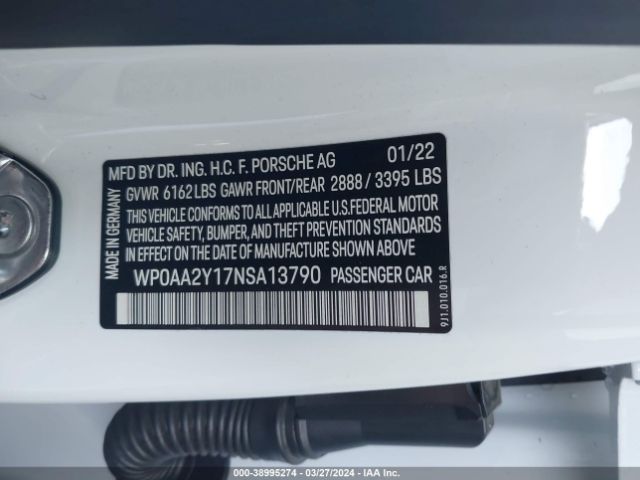 MFD BY DR. ING. H.C. F. PORSCHE AG 01/22
GVWR 6162 LBS GAWR FRONT/REAR 2888 / 3395 LBS
THIS VEHICLE CONFORMS TO ALL APPLICABLE U.S.FEDERAL MOTOR
VEHICLE SAFETY, BUMPER, AND THEFT PREVENTION STANDARDS
IN EFFECT ON THE DATE OF MANUFACTURE SHOWN ABOVE.
WP0AA2Y17NSA13790 PASSENGER CAR
MADE IN GERMANY
9J1.010.016.R
000-38995274 - 03/27/2024 - IAA Inc.